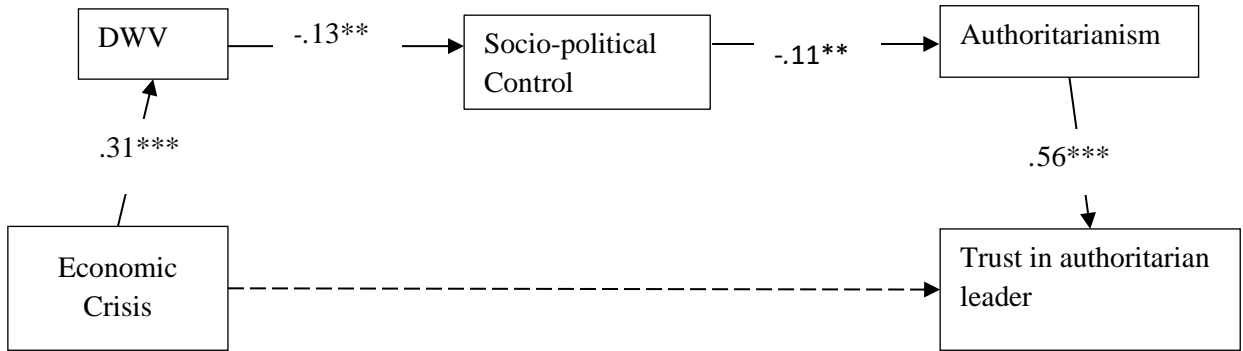 DWV
-.13**
Socio-political
Control
-.11**
Authoritarianism
.31***
.56***
Economic
Crisis
Trust in authoritarian
leader